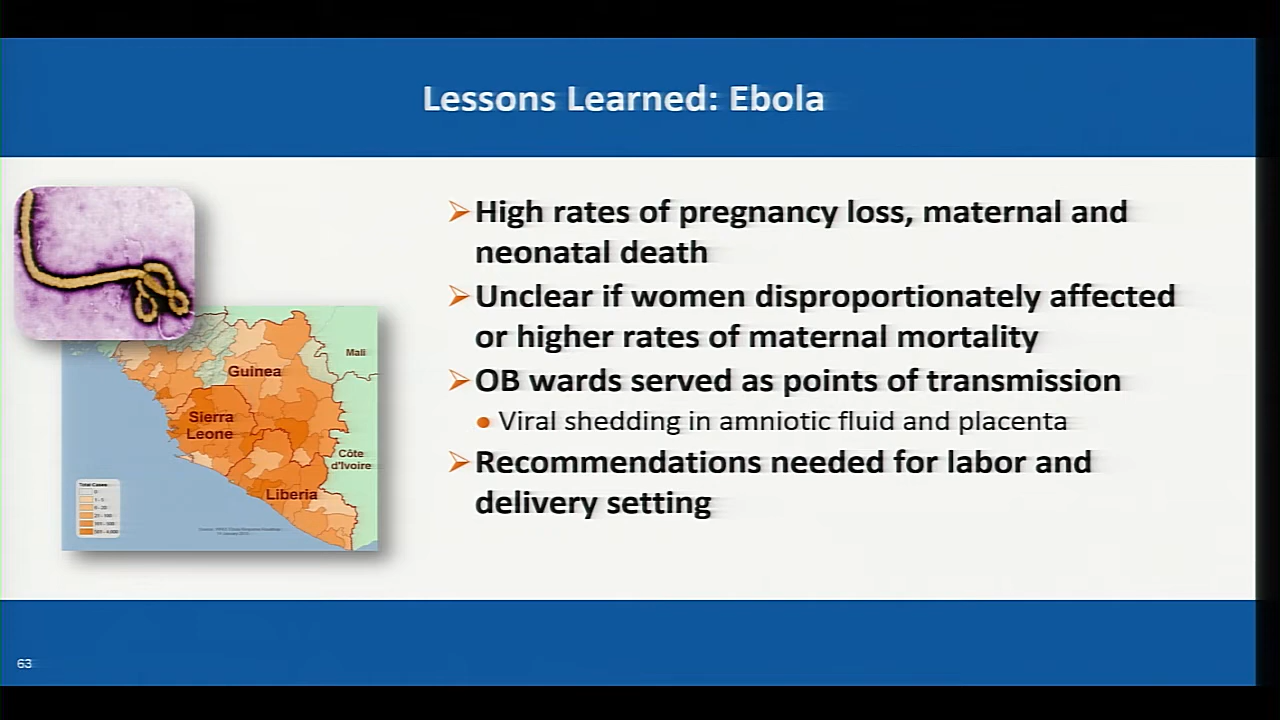 Lessons Learned: Ebola
High rates of pregnancy loss, maternal and
neonatal death
Unclear if women disproportionately affected
or higher rates of maternal mortality
OB wards served as points of transmission
Viral shedding in amniotic fluid and placenta
Recommendations needed for labor and
delivery setting
Mali
Guinea
Sierra
Leone
Côte
d'Ivoire
Liberia
Total Cases
0
63